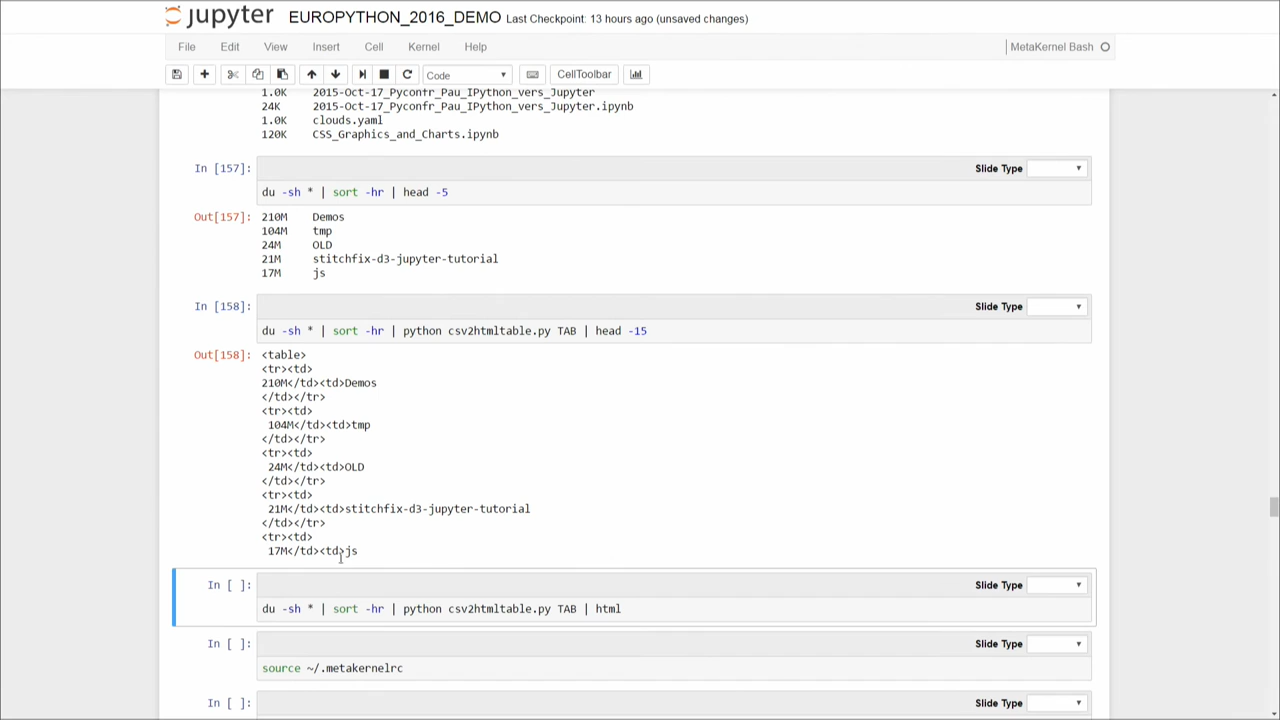 jupyter EUROPYTHON_2016_DEMO Last Checkpoint: 13 hours ago (unsaved changes)
File Edit View Insert Cell Kernel Help MetaKernel Bash
Code CellToolbar
1.0K 2015-Oct-17_Pyconfr_Pau_IPython_vers_Jupyter
24K 2015-Oct-17_Pyconfr_Pau_IPython_vers_Jupyter.ipynb
1.0K clouds.yaml
120K CSS_Graphics_and_Charts.ipynb
In [157]: Slide Type
du -sh * | sort -hr | head -5
Out[157]: 210M Demos
104M tmp
24M OLD
21M stitchfix-d3-jupyter-tutorial
17M js
In [158]: Slide Type
du -sh * | sort -hr | python csv2htmltable.py TAB | head -15
Out[158]: <table>
<tr><td>
210M</td><td>Demos
</td></tr>
<tr><td>
104M</td><td>tmp
</td></tr>
<tr><td>
24M</td><td>OLD
</td></tr>
<tr><td>
21M</td><td>stitchfix-d3-jupyter-tutorial
</td></tr>
<tr><td>
17M</td><td>js
In [ ]: Slide Type
du -sh * | sort -hr | python csv2htmltable.py TAB | html
In [ ]: Slide Type
source ~/.metakernelrc
In [ ]: Slide Type